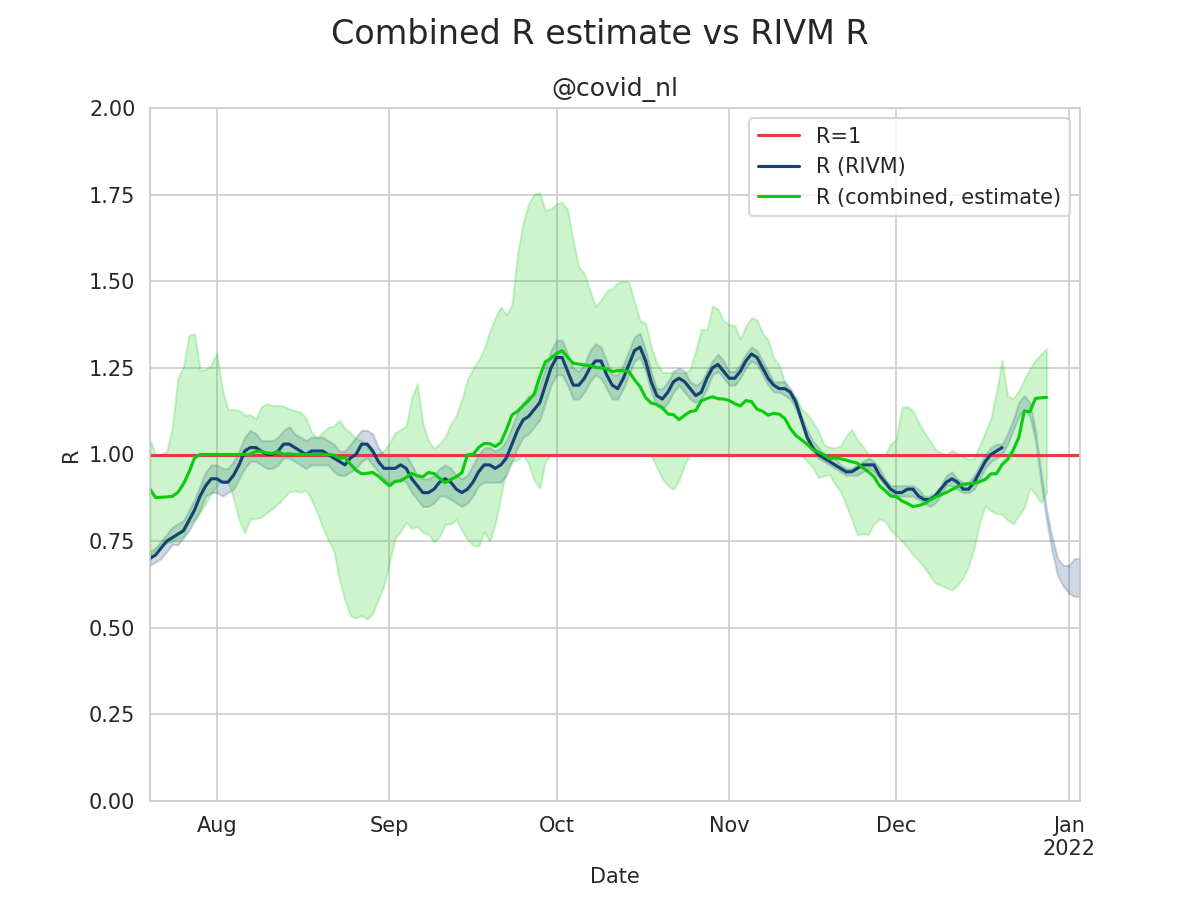 Combined R estimate vs RIVM R
@covid_nl
2.00
1.75
1.50
1.25
1.00
0.75
0.50
0.25
0.00
R
R=1
R (RIVM)
R (combined, estimate)
Aug Sep Oct Nov Dec Jan
2022
Date